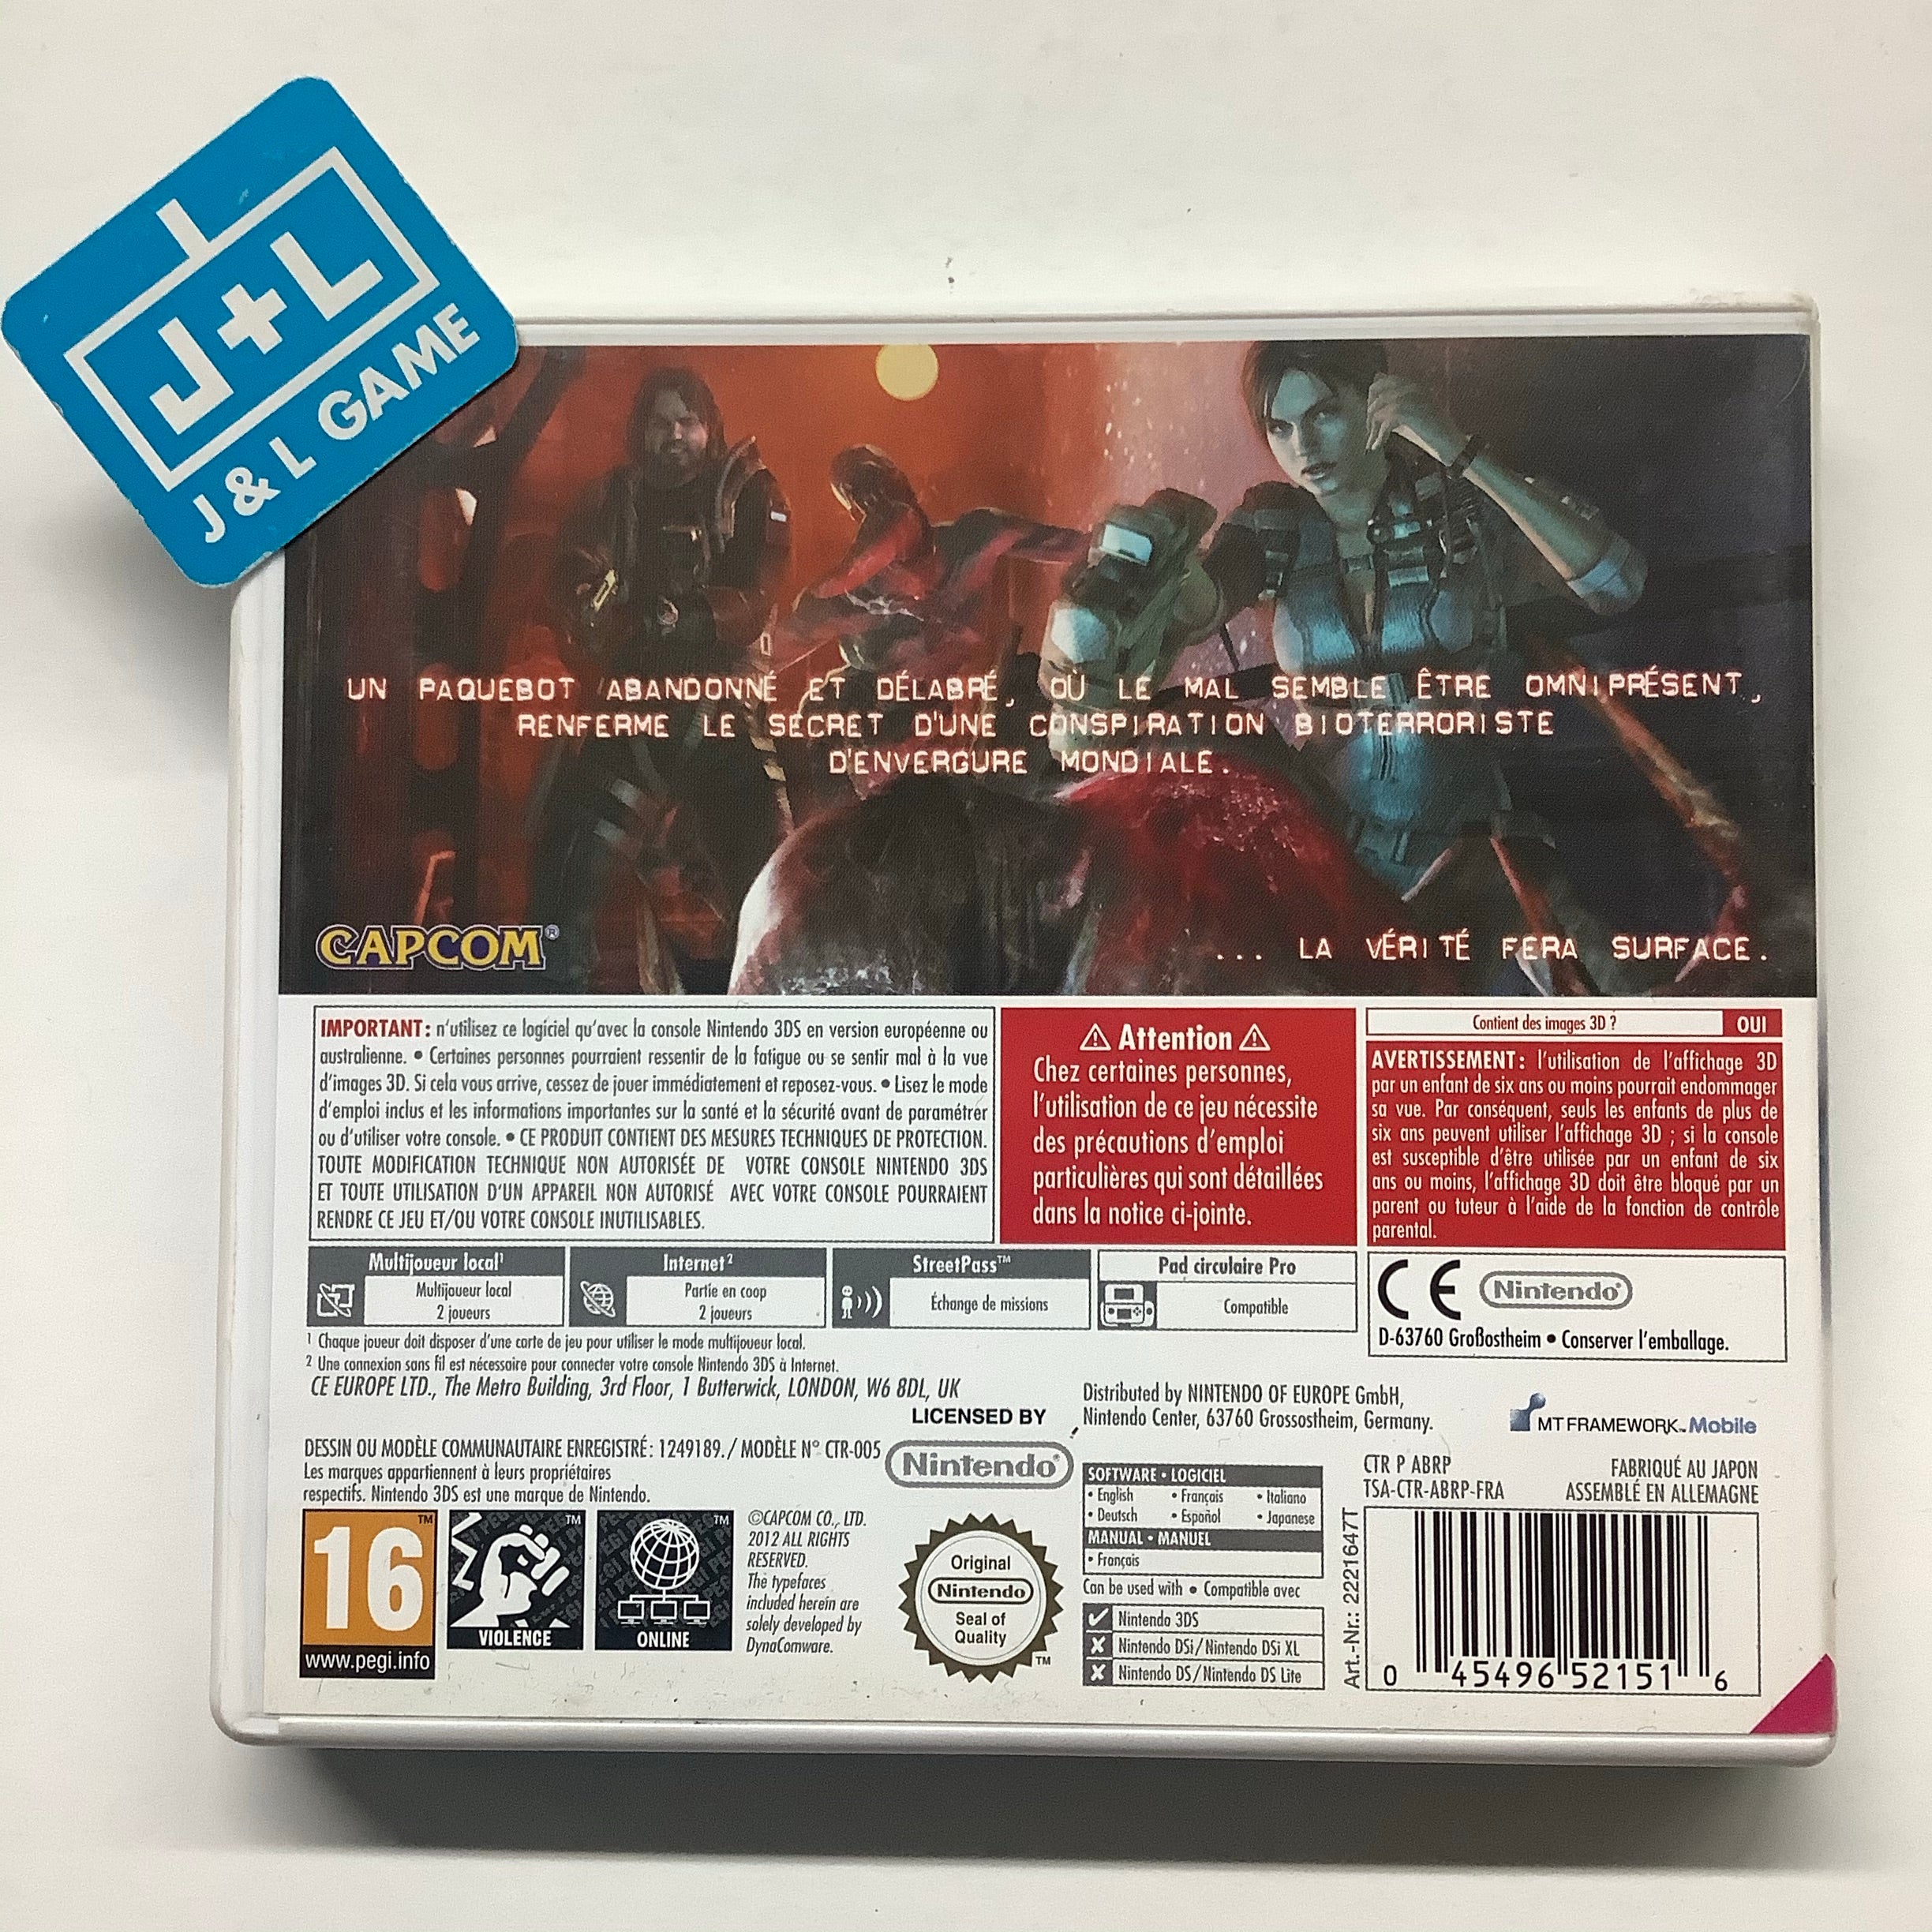 J+L
J & L GAME
UN PAQUEBOT ABANDONNÉ ET DÉLABRÉ, OÙ LE MAL SEMBLE ÊTRE OMNIPRÉSENT,
RENFERME LE SECRET D'UNE CONSPIRATION BIOTERRORISTE
D'ENVERGURE MONDIALE.
CAPCOM®
... LA VÉRITÉ FERA SURFACE.
IMPORTANT : n'utilisez ce logiciel qu'avec la console Nintendo 3DS en version européenne ou
australienne. • Certaines personnes pourraient ressentir de la fatigue ou se sentir mal à la vue
d'images 3D. Si cela vous arrive, cessez de jouer immédiatement et reposez-vous. • Lisez le mode
d'emploi inclus et les informations importantes sur la santé et la sécurité avant de paramétrer
ou d'utiliser votre console. • CE PRODUIT CONTIENT DES MESURES TECHNIQUES DE PROTECTION.
TOUTE MODIFICATION TECHNIQUE NON AUTORISÉE DE VOTRE CONSOLE NINTENDO 3DS
ET TOUTE UTILISATION D'UN APPAREIL NON AUTORISÉ AVEC VOTRE CONSOLE POURRAIENT
RENDRE CE JEU ET/OU VOTRE CONSOLE INUTILISABLES.
⚠ Attention ⚠
Chez certaines personnes,
l'utilisation de ce jeu nécessite
des précautions d'emploi
particulières qui sont détaillées
dans la notice ci-jointe.
Contient des images 3D ? OUI
AVERTISSEMENT : l'utilisation de l'affichage 3D
par un enfant de six ans ou moins pourrait endommager
sa vue. Par conséquent, seuls les enfants de plus de
six ans peuvent utiliser l'affichage 3D ; si la console
est susceptible d'être utilisée par un enfant de six
ans ou moins, l'affichage 3D doit être bloqué par un
parent ou tuteur à l'aide de la fonction de contrôle
parental.
Multijoueur local¹
Multijoueur local
2 joueurs
Internet²
Partie en coop
2 joueurs
StreetPass™
Échange de missions
Pad circulaire Pro
Compatible
CE Nintendo®
D-63760 Großostheim • Conserver l'emballage.
¹ Chaque joueur doit disposer d'une carte de jeu pour utiliser le mode multijoueur local.
² Une connexion sans fil est nécessaire pour connecter votre console Nintendo 3DS à Internet.
CE EUROPE LTD., The Metro Building, 3rd Floor, 1 Butterwick, LONDON, W6 8DL, UK
LICENSED BY
Nintendo®
Distributed by NINTENDO OF EUROPE GmbH,
Nintendo Center, 63760 Grossostheim, Germany.
MT FRAMEWORK™ Mobile
DESSIN OU MODÈLE COMMUNAUTAIRE ENREGISTRÉ : 1249189. / MODÈLE N° CTR-005
Les marques appartiennent à leurs propriétaires
respectifs. Nintendo 3DS est une marque de Nintendo.
16™
www.pegi.info
™
VIOLENCE
™
ONLINE
©CAPCOM CO., LTD.
2012 ALL RIGHTS
RESERVED.
The typefaces
included herein are
solely developed by
DynaComware.
Original
Nintendo®
Seal of
Quality
™
SOFTWARE • LOGICIEL
• English • Français • Italiano
• Deutsch • Español • Japanese
MANUAL • MANUEL
• Français
Can be used with • Compatible avec
Nintendo 3DS
Nintendo DSi/Nintendo DSi XL
Nintendo DS/Nintendo DS Lite
CTR P ABRP
TSA-CTR-ABRP-FRA
FABRIQUÉ AU JAPON
ASSEMBLÉ EN ALLEMAGNE
Art.-Nr.: 2221647T
0 45496 52151 6